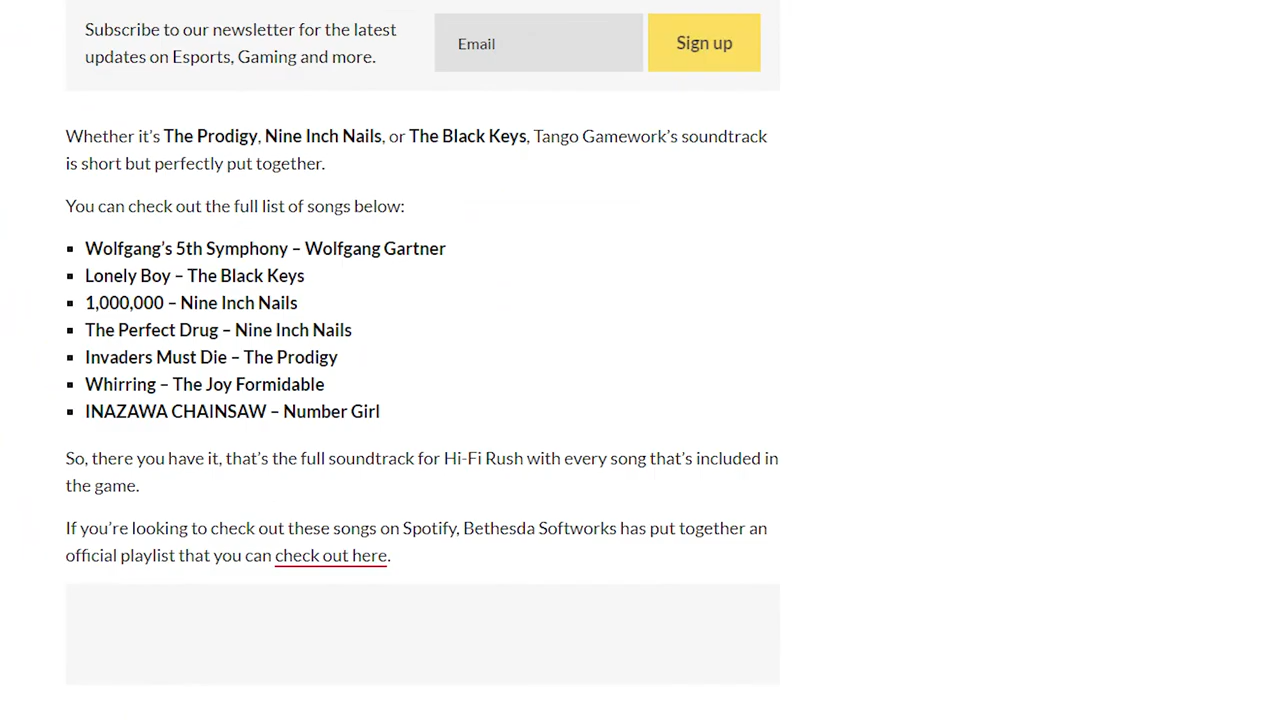 Subscribe to our newsletter for the latest
updates on Esports, Gaming and more.
Email
Sign up
Whether it’s The Prodigy, Nine Inch Nails, or The Black Keys, Tango Gamework’s soundtrack
is short but perfectly put together.
You can check out the full list of songs below:
▪ Wolfgang’s 5th Symphony – Wolfgang Gartner
▪ Lonely Boy – The Black Keys
▪ 1,000,000 – Nine Inch Nails
▪ The Perfect Drug – Nine Inch Nails
▪ Invaders Must Die – The Prodigy
▪ Whirring – The Joy Formidable
▪ INAZAWA CHAINSAW – Number Girl
So, there you have it, that’s the full soundtrack for Hi-Fi Rush with every song that’s included in
the game.
If you’re looking to check out these songs on Spotify, Bethesda Softworks has put together an
official playlist that you can check out here.